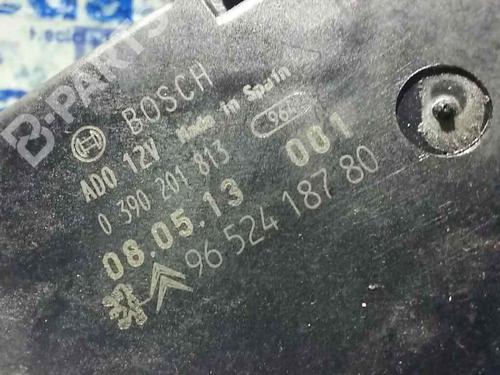 B-PARTS
BOSCH
ADO 12V Made in Spain
0 390 201 813 96
08.05.13 001
96 524 187 80